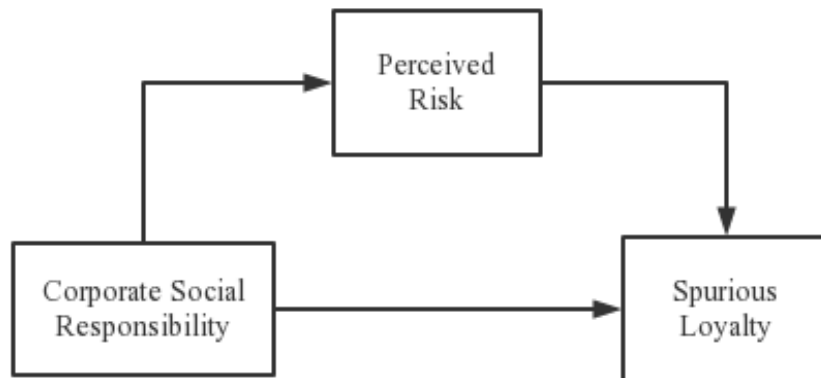 Perceived
Risk
Corporate Social
Responsibility
Spurious
Loyalty